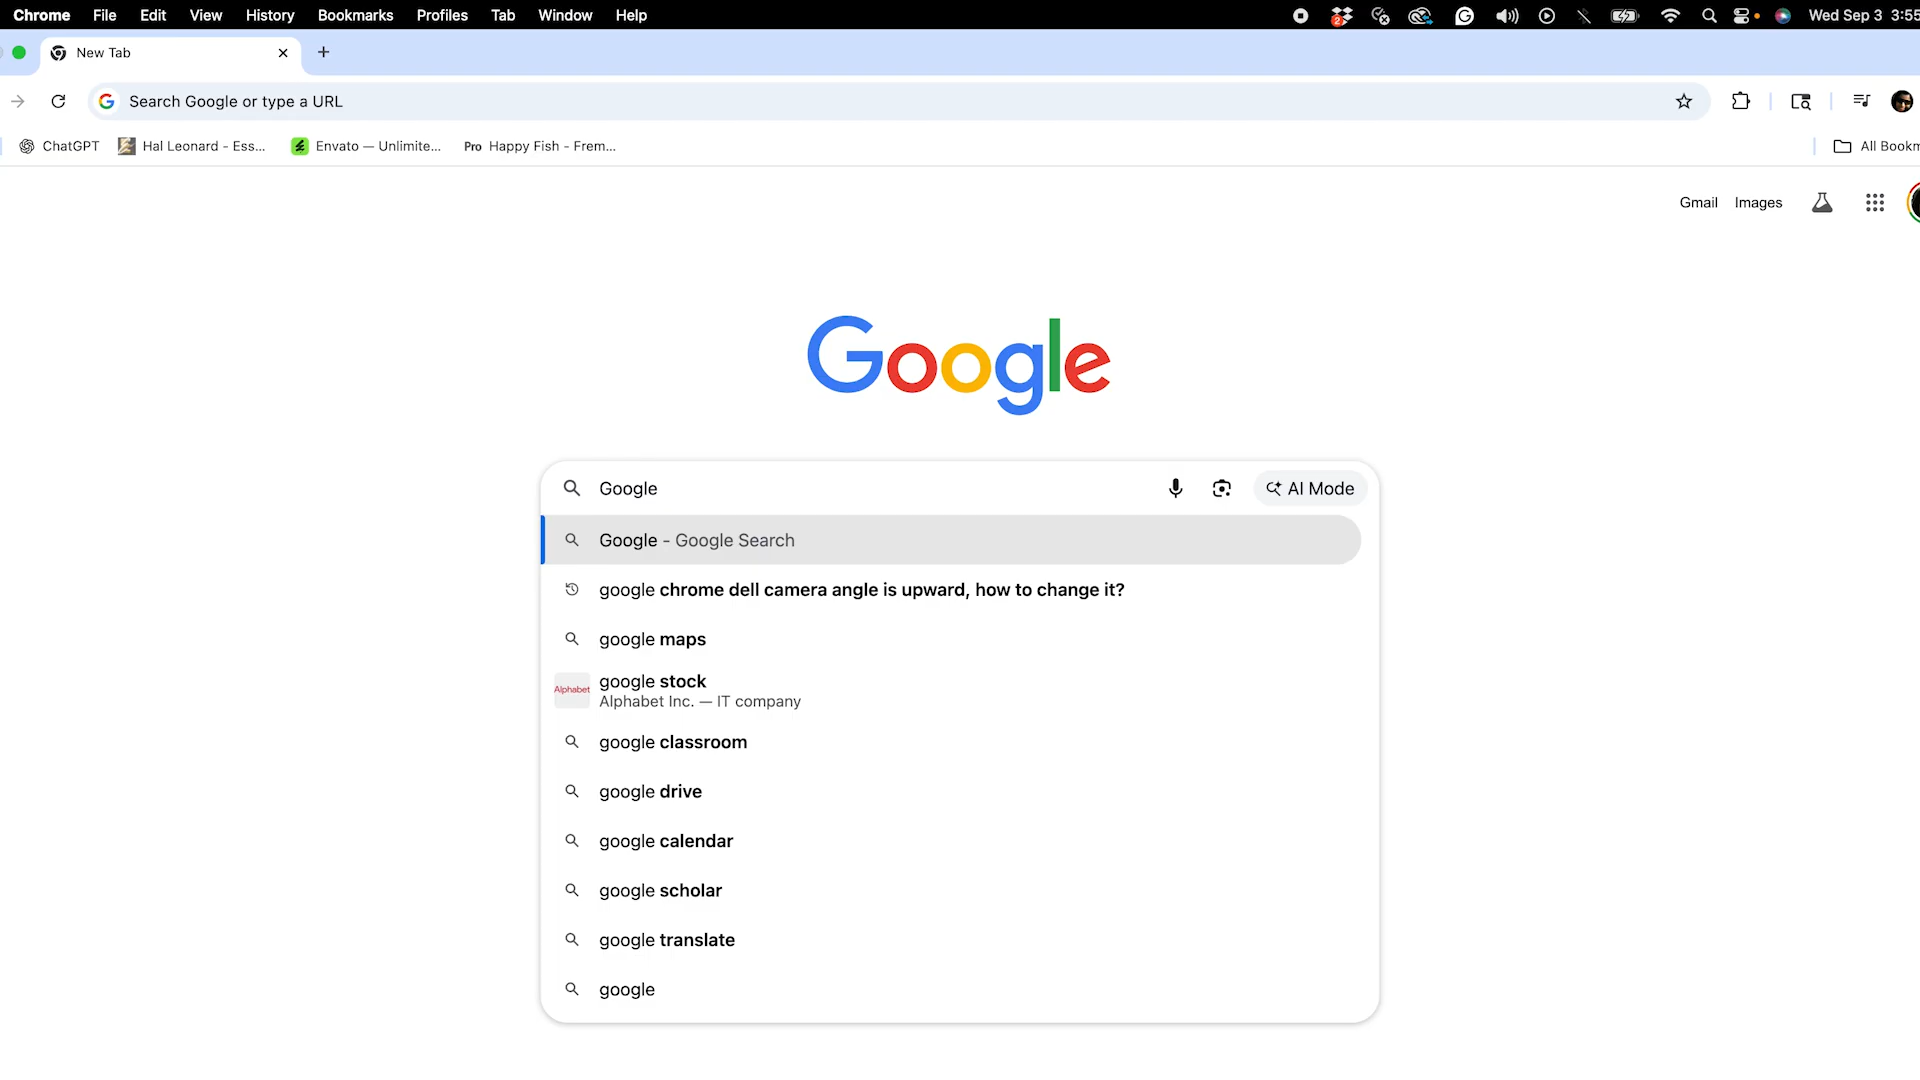 Chrome File Edit View History Bookmarks Profiles Tab Window Help
2
Wed Sep 3 3:55
New Tab
Search Google or type a URL
ChatGPT Hal Leonard - Ess... Envato — Unlimite... Pro Happy Fish - Frem...
All Bookm
Gmail Images
Google
Google
AI Mode
Google - Google Search
google chrome dell camera angle is upward, how to change it?
google maps
Alphabet
google stock
Alphabet Inc. — IT company
google classroom
google drive
google calendar
google scholar
google translate
google